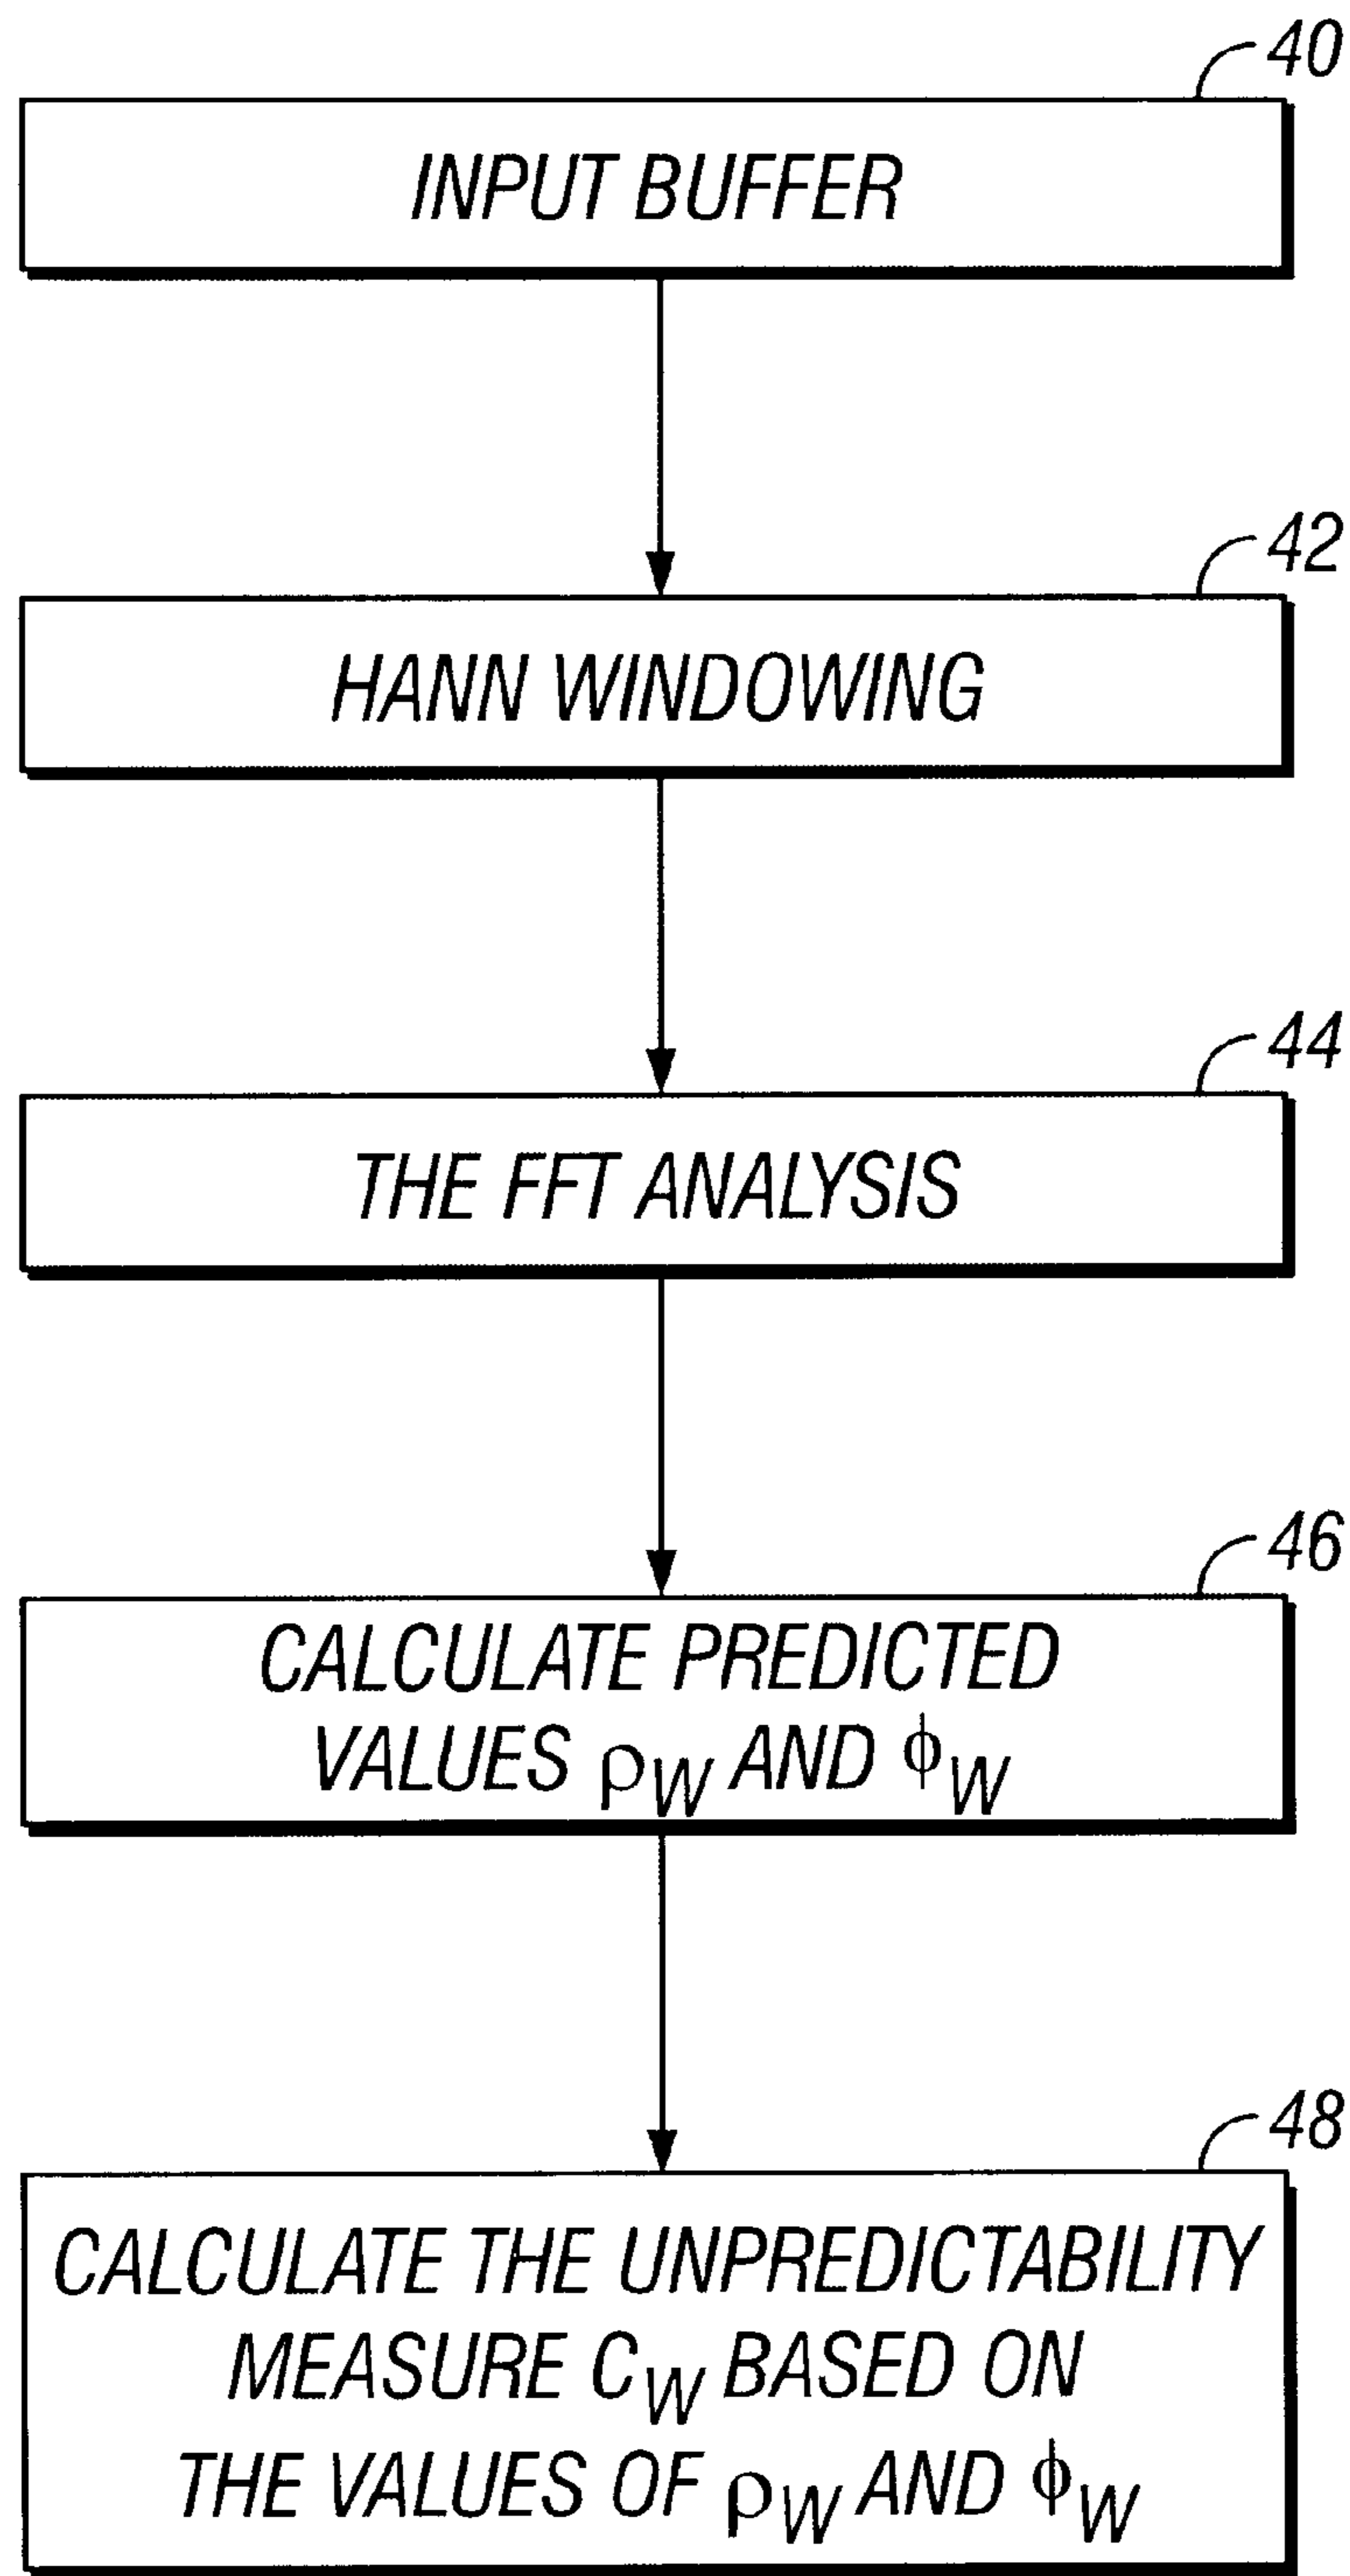 40
INPUT BUFFER
42
HANN WINDOWING
44
THE FFT ANALYSIS
46
CALCULATE PREDICTED
VALUES ρW AND ϕW
48
CALCULATE THE UNPREDICTABILITY
MEASURE CW BASED ON
THE VALUES OF ρW AND ϕW